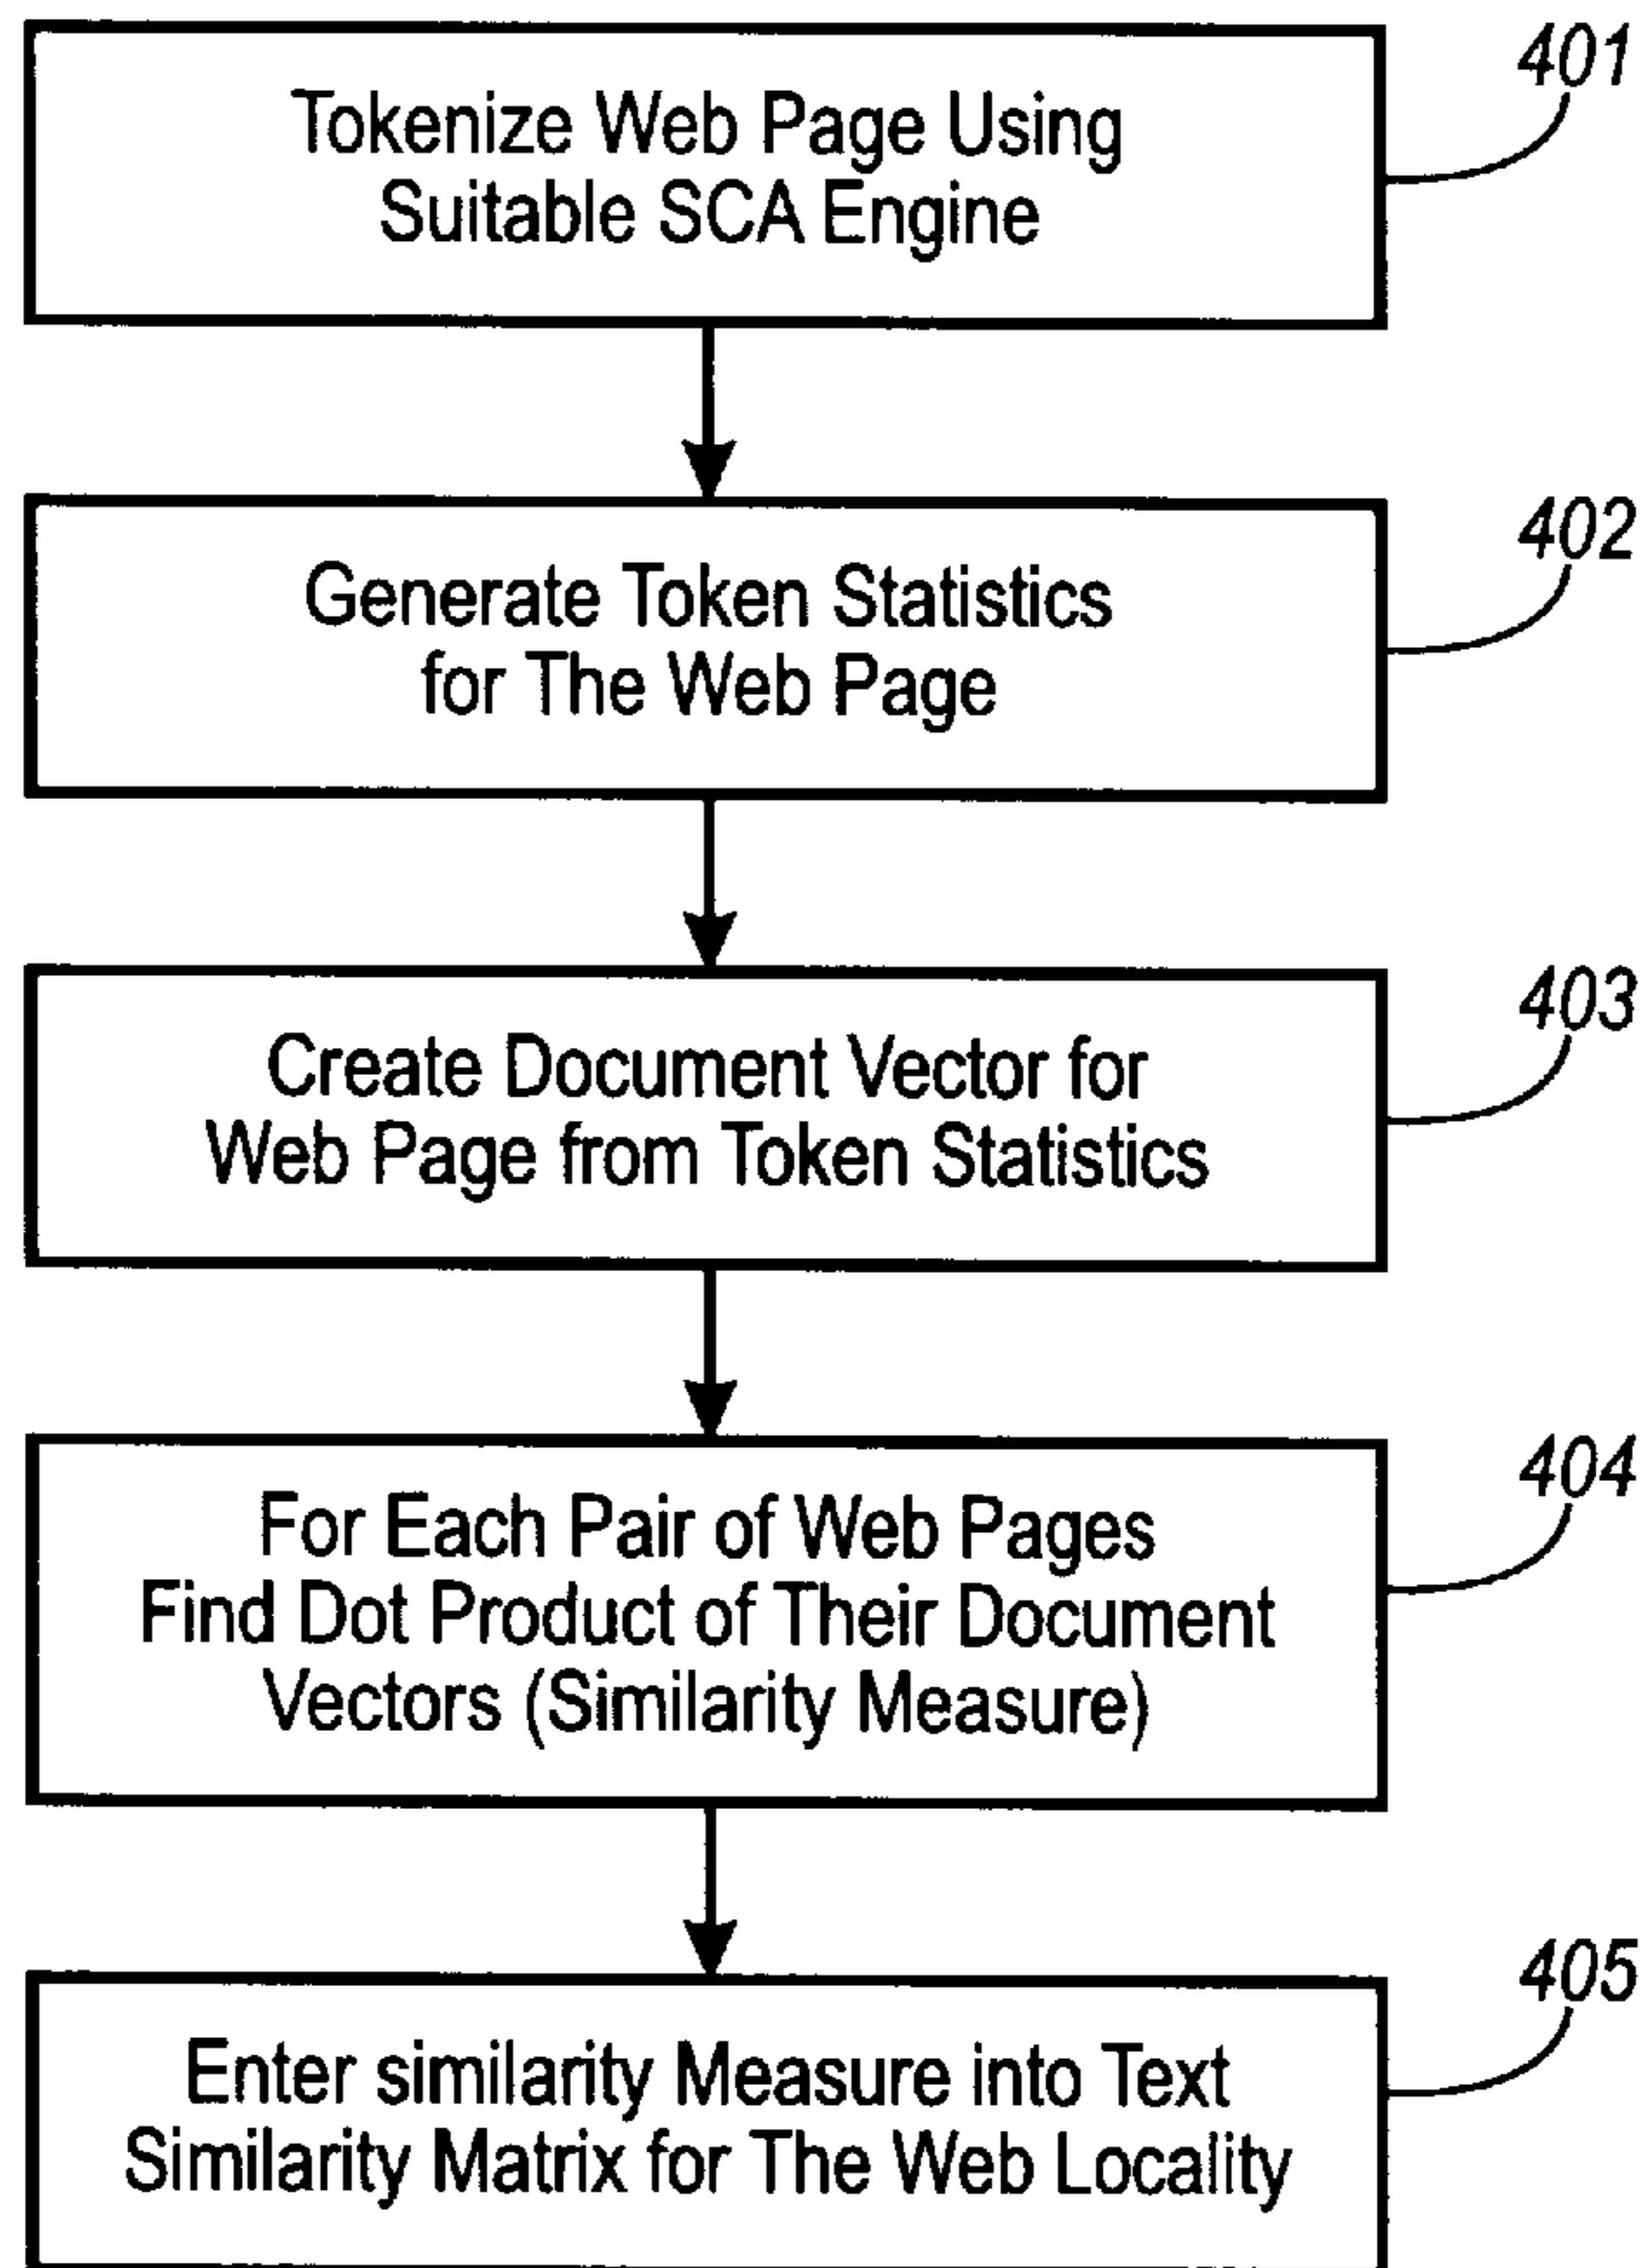 401
Tokenize Web Page Using
Suitable SCA Engine
402
Generate Token Statistics
for The Web Page
403
Create Document Vector for
Web Page from Token Statistics
404
For Each Pair of Web Pages
Find Dot Product of Their Document
Vectors (Similarity Measure)
405
Enter similarity Measure into Text
Similarity Matrix for The Web Locality